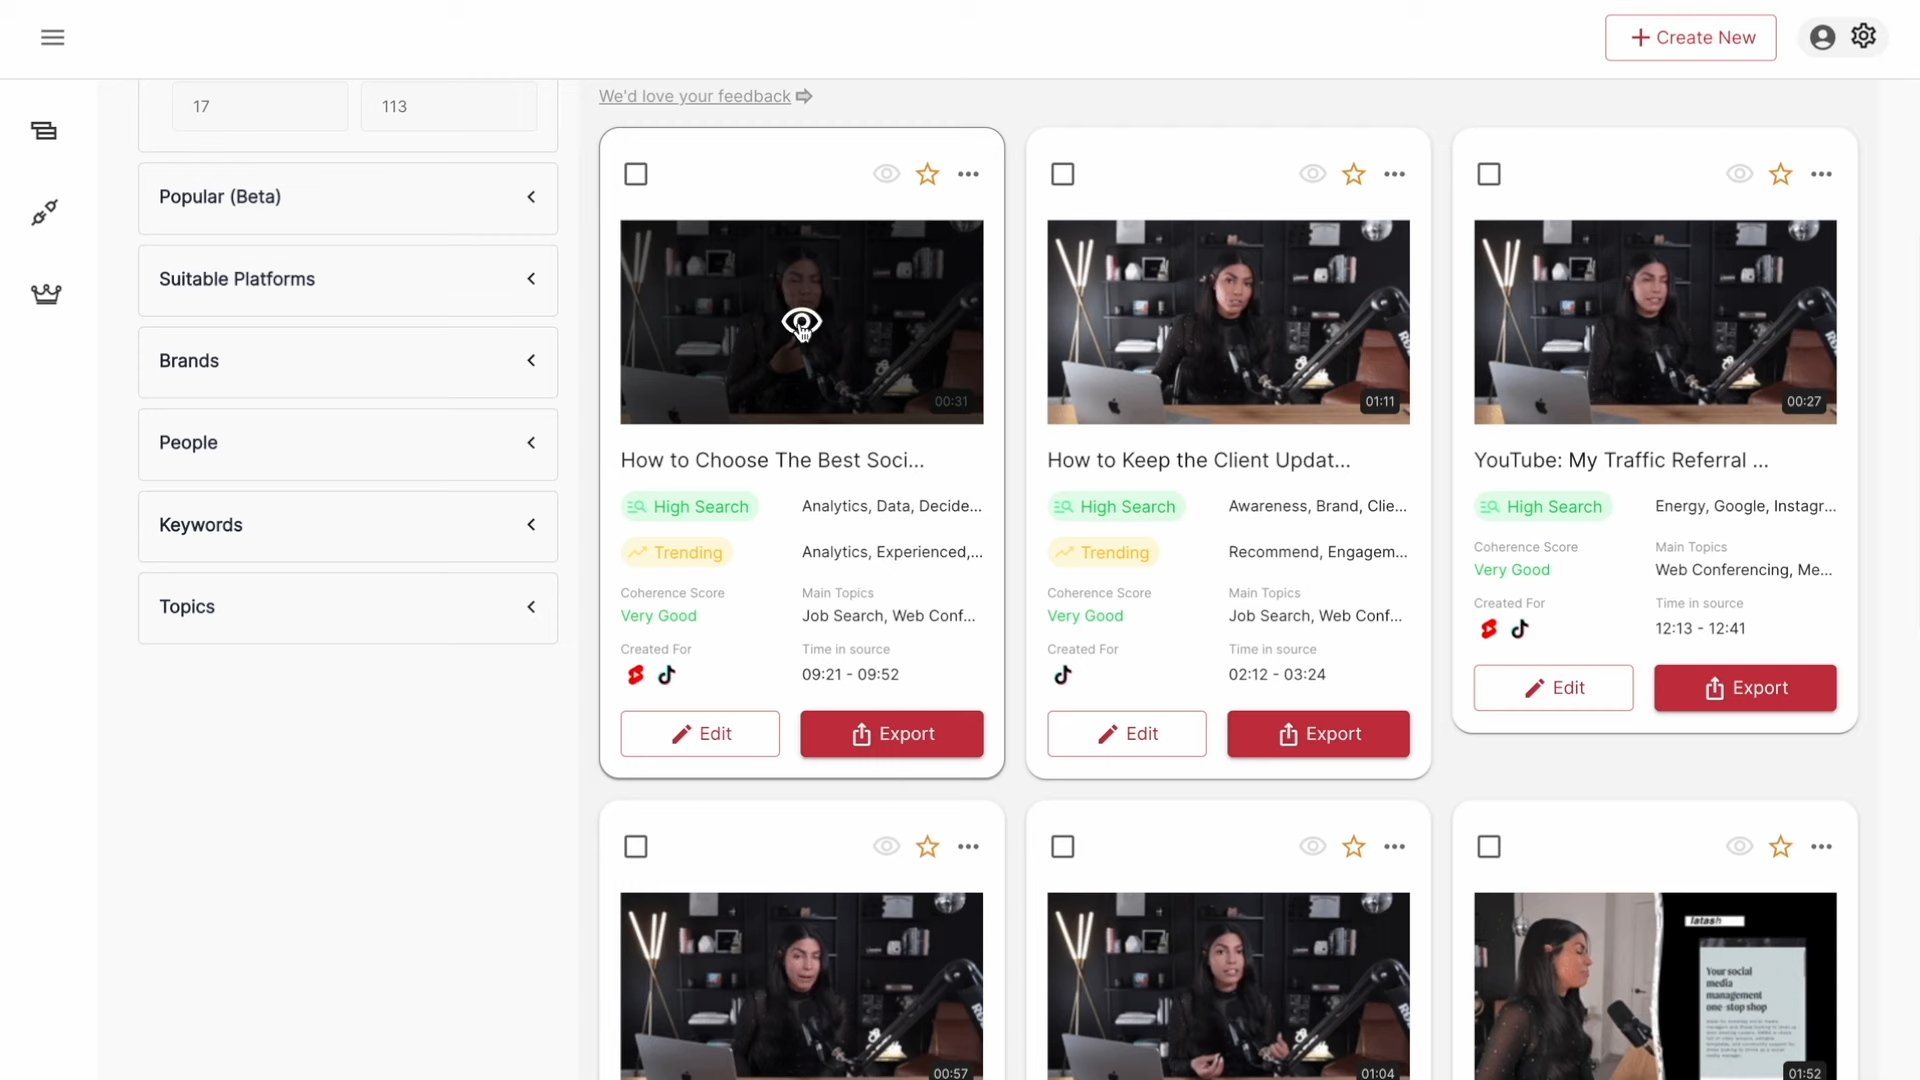 Create New
17
113
We'd love your feedback
Popular (Beta)
Suitable Platforms
Brands
People
Keywords
Topics
00:31
How to Choose The Best Soci...
High Search
Analytics, Data, Decide...
Trending
Analytics, Experienced,...
Coherence Score
Main Topics
Very Good
Job Search, Web Conf...
Created For
Time in source
09:21 - 09:52
Edit
Export
01:11
How to Keep the Client Updat...
High Search
Awareness, Brand, Clie...
Trending
Recommend, Engagem...
Coherence Score
Main Topics
Very Good
Job Search, Web Conf...
Created For
Time in source
02:12 - 03:24
Edit
Export
00:27
YouTube: My Traffic Referral ...
High Search
Energy, Google, Instagr...
Coherence Score
Main Topics
Very Good
Web Conferencing, Me...
Created For
Time in source
12:13 - 12:41
Edit
Export
00:57
01:04
latash
Your social
media
management
one-stop shop
01:52